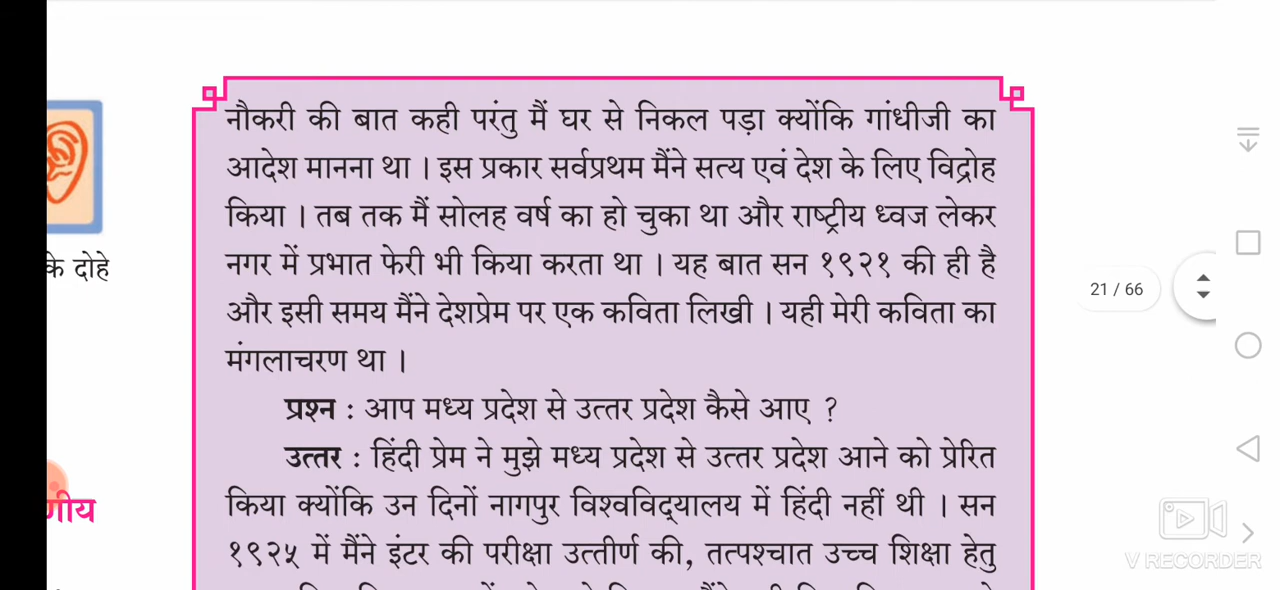 नौकरी की बात कही परंतु मैं घर से निकल पड़ा क्योंकि गांधीजी का
आदेश मानना था । इस प्रकार सर्वप्रथम मैंने सत्य एवं देश के लिए विद्रोह
किया । तब तक मैं सोलह वर्ष का हो चुका था और राष्ट्रीय ध्वज लेकर
नगर में प्रभात फेरी भी किया करता था । यह बात सन १९२१ की ही है
और इसी समय मैंने देशप्रेम पर एक कविता लिखी । यही मेरी कविता का
मंगलाचरण था ।
प्रश्न : आप मध्य प्रदेश से उत्तर प्रदेश कैसे आए ?
उत्तर : हिंदी प्रेम ने मुझे मध्य प्रदेश से उत्तर प्रदेश आने को प्रेरित
किया क्योंकि उन दिनों नागपुर विश्वविद्यालय में हिंदी नहीं थी । सन
१९२५ में मैंने इंटर की परीक्षा उत्तीर्ण की, तत्पश्चात उच्च शिक्षा हेतु
के दोहे
णीय
21 / 66
V RECORDER